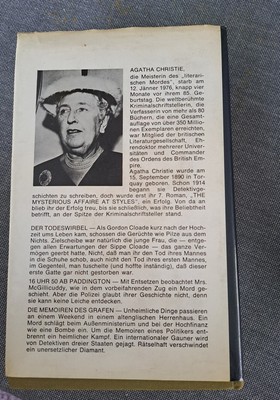 AGATHA CHRISTIE,
die Meisterin des „literari-
schen Mordes", starb am
12. Jänner 1976, knapp vier
Monate vor ihrem 86. Ge-
burtstag. Die weltberühmte
Kriminalschriftstellerin, die
Verfasserin von mehr als 80
Büchern, die eine Gesamt-
auflage von über 350 Millio-
nen Exemplaren erreichten,
war Mitglied der britischen
Literaturgesellschaft, Eh-
rendoktor mehrerer Univer-
sitäten und Commander
des Ordens des British Em-
pire.
Agatha Christie wurde am
15. September 1890 in Tor-
quay geboren. Schon 1914
begann sie Detektivge-
schichten zu schreiben, doch wurde erst ihr 7. Roman, „THE
MYSTERIOUS AFFAIRE AT STYLES", ein Erfolg. Von da an
blieb ihr der Erfolg treu, bis sie schließlich, was ihre Beliebtheit
betrifft, an der Spitze der Kriminalschriftsteller stand.
DER TODESWIRBEL — Als Gordon Cloade kurz nach der Hoch-
zeit ums Leben kam, schossen die Gerüchte wie Pilze aus dem
Nichts. Zielscheibe war natürlich die junge Frau, die — entge-
gen allen Erwartungen der Sippe Cloade — das ganze Vermö-
gen geerbt hatte. Nicht, daß man ihr den Tod ihres Mannes
in die Schuhe schob, auch nicht den Tod ihres ersten Mannes,
im Gegenteil, man tuschelte (und hoffte inständig), daß dieser
erste Gatte gar nicht gestorben war.
16 UHR 50 AB PADDINGTON — Mit Entsetzen beobachtet Mrs.
McGillicuddy, wie in dem vorbeifahrenden Zug ein Mord ge-
schieht. Aber die Polizei glaubt ihrer Geschichte nicht, denn
sie kann keine Leiche entdecken.
DIE MEMOIREN DES GRAFEN — Unheimliche Dinge passieren
an einem Weekend in einem altenglischen Herrenhaus. Ein
Mord schlägt beim Außenministerium und bei der Hochfinanz
wie eine Bombe ein. Um die Memoiren eines Politikers entbrennt
ein heimlicher Kampf. Ein internationaler Gauner wird
von Detektiven dreier Staaten gejagt. Rätselhaft verschwindet
ein unersetzlicher Diamant.